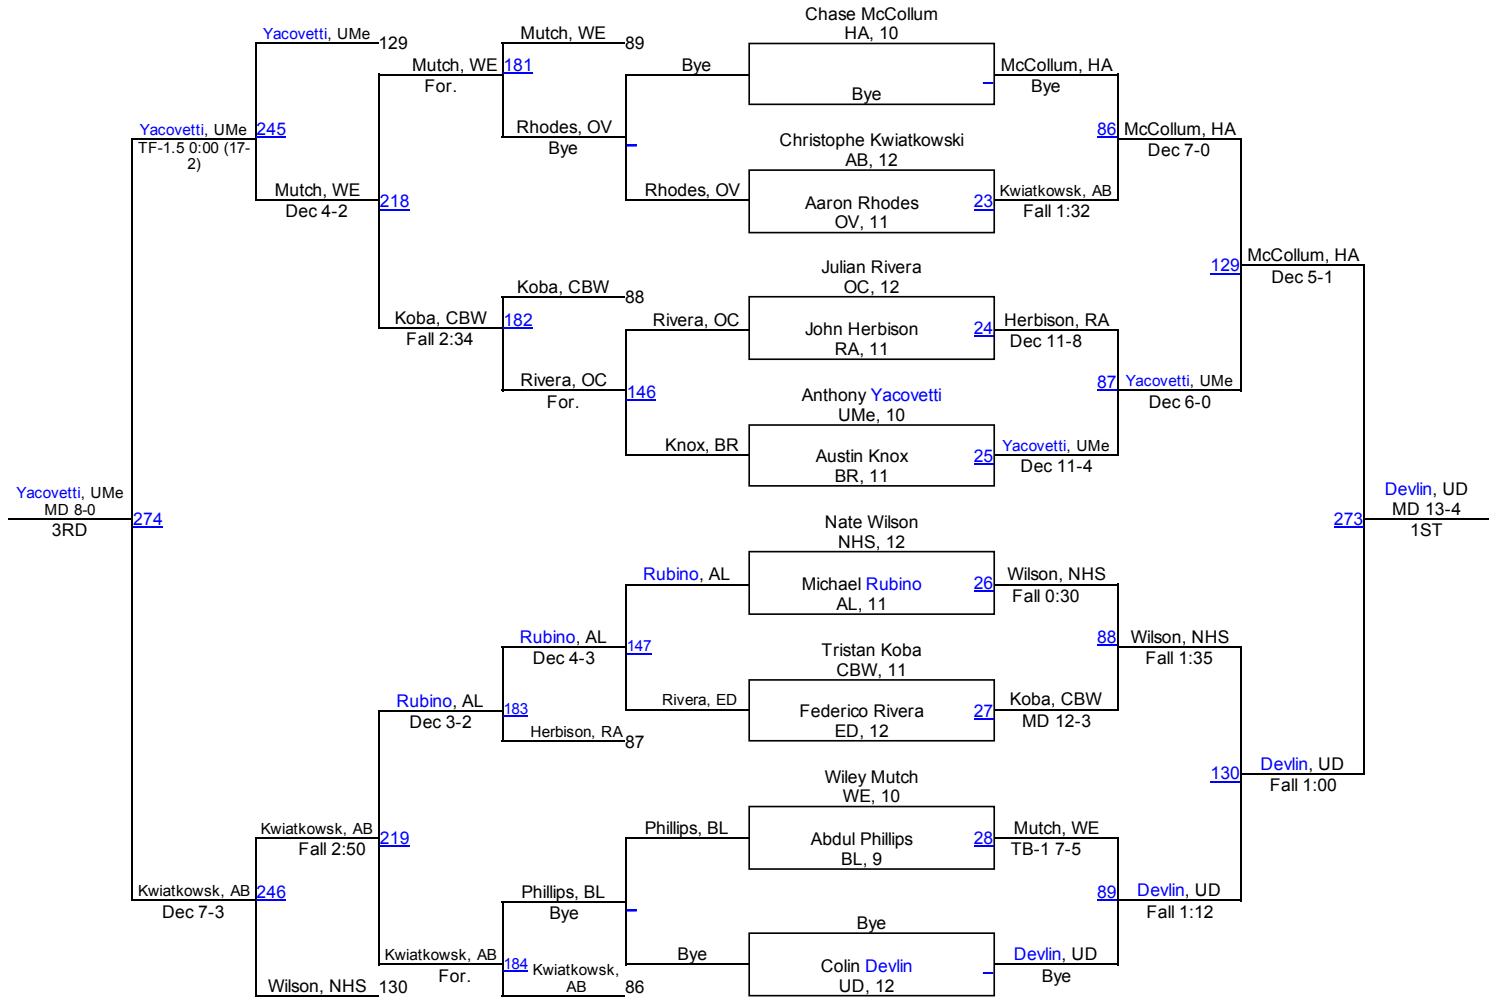 Chase McCollum
HA, 10
Bye
Christophe Kwiatkowski
AB, 12
Aaron Rhodes
OV, 11
23
Julian Rivera
OC, 12
John Herbison
RA, 11
24
Anthony Yacovetti
UMe, 10
Austin Knox
BR, 11
25
Nate Wilson
NHS, 12
Michael Rubino
AL, 11
26
Tristan Koba
CBW, 11
Federico Rivera
ED, 12
27
Wiley Mutch
WE, 10
Abdul Phillips
BL, 9
28
Bye
Colin Devlin
UD, 12
McCollum, HA
Bye
Kwiatkowsk, AB
Fall 1:32
Herbison, RA
Dec 11-8
Yacovetti, UMe
Dec 11-4
Wilson, NHS
Fall 0:30
Koba, CBW
MD 12-3
Mutch, WE
TB-1 7-5
Devlin, UD
Bye
86
McCollum, HA
Dec 7-0
87
Yacovetti, UMe
Dec 6-0
88
Wilson, NHS
Fall 1:35
89
Devlin, UD
Fall 1:12
129
McCollum, HA
Dec 5-1
130
Devlin, UD
Fall 1:00
273
Devlin, UD
MD 13-4
1ST
Bye
Rhodes, OV
Rivera, OC
Knox, BR
Rubino, AL
Rivera, ED
Phillips, BL
Bye
Mutch, WE
89
Rhodes, OV
Bye
Koba, CBW
88
Rivera, OC
For.
146
Rubino, AL
Dec 4-3
147
Herbison, RA
87
Phillips, BL
Bye
Kwiatkowsk,
AB
86
Mutch, WE
For.
181
Koba, CBW
Fall 2:34
182
Rubino, AL
Dec 3-2
183
Kwiatkowsk, AB
For.
184
Yacovetti, UMe
129
Mutch, WE
Dec 4-2
218
Kwiatkowsk, AB
Fall 2:50
219
Wilson, NHS
130
Yacovetti, UMe
TF-1.5 0:00 (17-
2)
245
Kwiatkowsk, AB
Dec 7-3
246
Yacovetti, UMe
MD 8-0
3RD
274